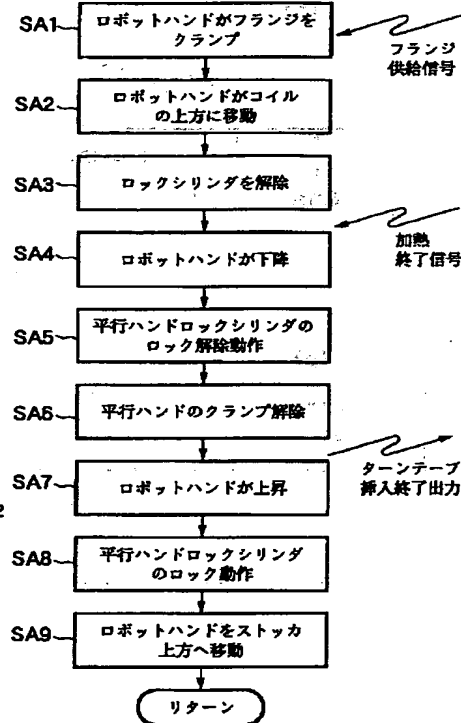 SA1
ロボットハンドがフランジを
クランプ
フランジ
供給信号
SA2
ロボットハンドがコイル
の上方に移動
SA3
ロックシリンダを解除
加熱
終了信号
SA4
ロボットハンドが下降
SA5
平行ハンドロックシリンダの
ロック解除動作
SA6
平行ハンドのクランプ解除
ターンテーブ
挿入終了出力
SA7
ロボットハンドが上昇
SA8
平行ハンドロックシリンダ
のロック動作
SA9
ロボットハンドをストッカ
上方へ移動
リターン